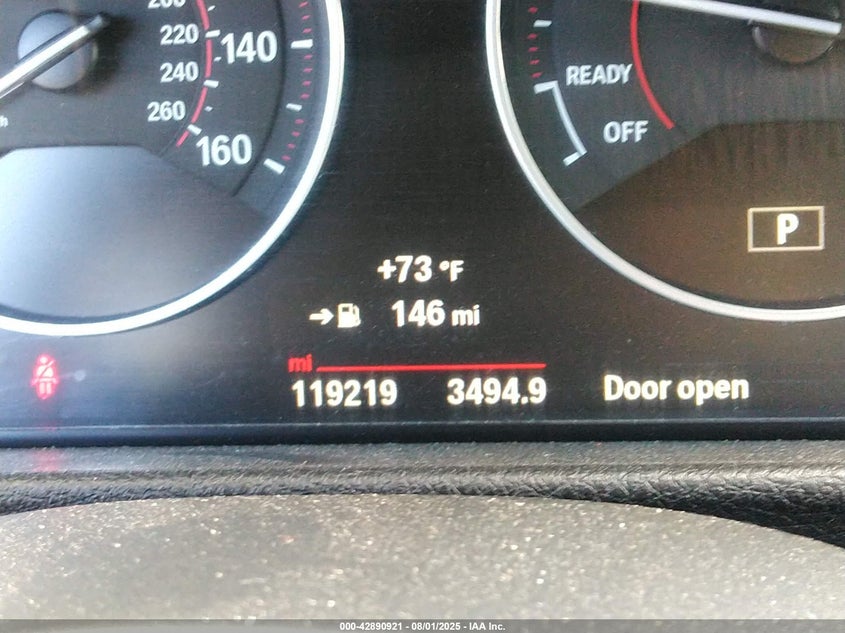 220
140
240
260
160
READY
OFF
P
+73 °F
→ 146 mi
mi
119219 3494.9 Door open
000-42890921 - 08/01/2025 - IAA Inc.